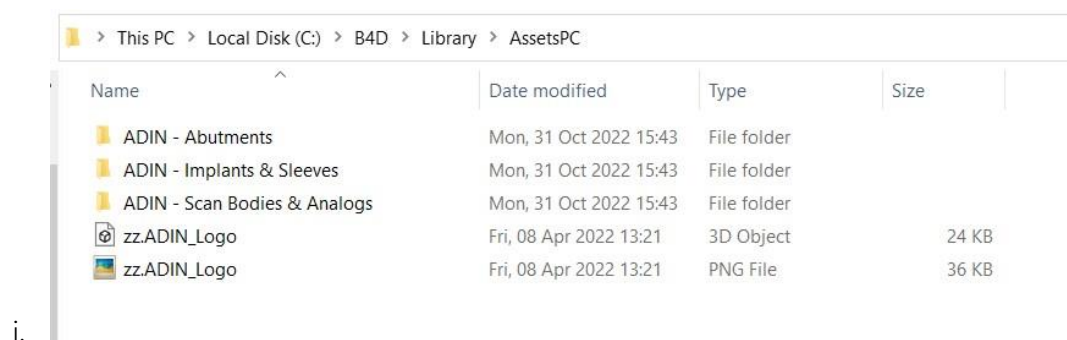 > This PC > Local Disk (C:) > B4D > Library > AssetsPC
Name Date modified Type Size
ADIN - Abutments Mon, 31 Oct 2022 15:43 File folder
ADIN - Implants & Sleeves Mon, 31 Oct 2022 15:43 File folder
ADIN - Scan Bodies & Analogs Mon, 31 Oct 2022 15:43 File folder
zz.ADIN_Logo Fri, 08 Apr 2022 13:21 3D Object 24 KB
zz.ADIN_Logo Fri, 08 Apr 2022 13:21 PNG File 36 KB
i.